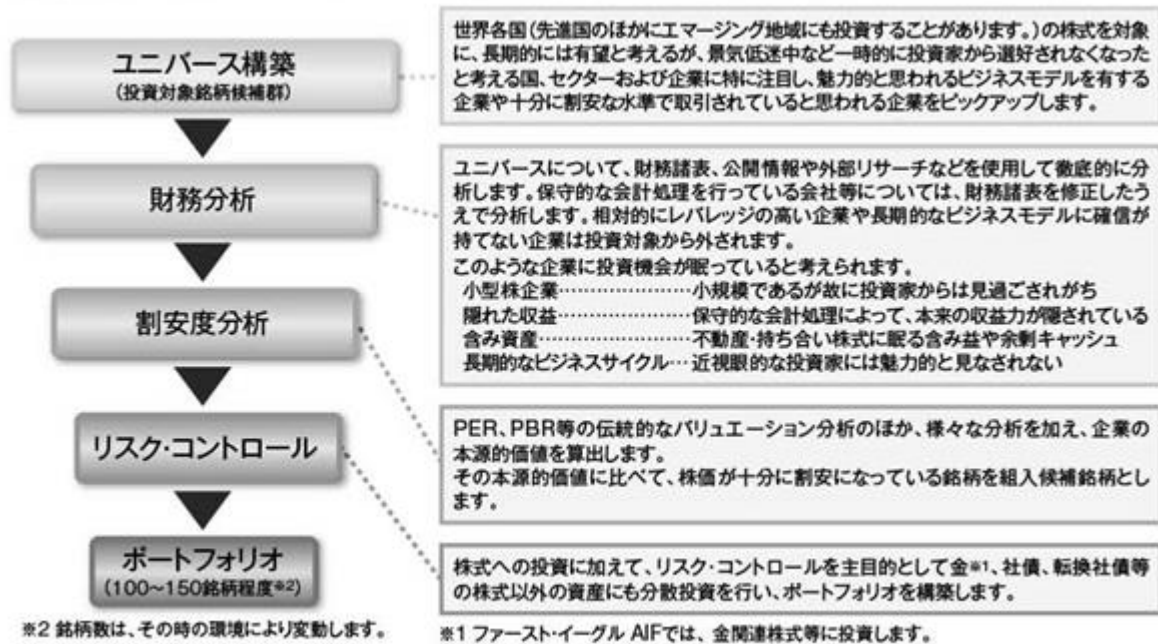 ユニバース構築
(投資対象銘柄候補群)
世界各国(先進国のほかにエマージング地域にも投資することがあります。)の株式を対象
に、長期的には有望と考えるが、景気低迷中など一時的に投資家から選好されなくなった
と考える国、セクターおよび企業に特に注目し、魅力的と思われるビジネスモデルを有する
企業や十分に割安な水準で取引されていると思われる企業をピックアップします。
財務分析
ユニバースについて、財務諸表、公開情報や外部リサーチなどを使用して徹底的に分
析します。保守的な会計処理を行っている会社等については、財務諸表を修正したう
えで分析します。相対的にレバレッジの高い企業や長期的なビジネスモデルに確信が
持てない企業は投資対象から外されます。
このような企業に投資機会が眠っていると考えられます。
小型株企業…………………小規模であるが故に投資家からは見過ごされがち
隠れた収益…………………保守的な会計処理によって、本来の収益力が隠されている
含み資産……………………不動産・持ち合い株式に眠る含み益や余剰キャッシュ
長期的なビジネスサイクル…近視眼的な投資家には魅力的と見なされない
割安度分析
PER、PBR等の伝統的なバリュエーション分析のほか、様々な分析を加え、企業の
本源的価値を算出します。
その本源的価値に比べて、株価が十分に割安になっている銘柄を組入候補銘柄とし
ます。
リスク・コントロール
株式への投資に加えて、リスク・コントロールを主目的として金※1、社債、転換社債等
の株式以外の資産にも分散投資を行い、ポートフォリオを構築します。
ポートフォリオ
(100～150銘柄程度※2)
※2 銘柄数は、その時の環境により変動します。
※1 ファースト・イーグル AIFでは、金関連株式等に投資します。